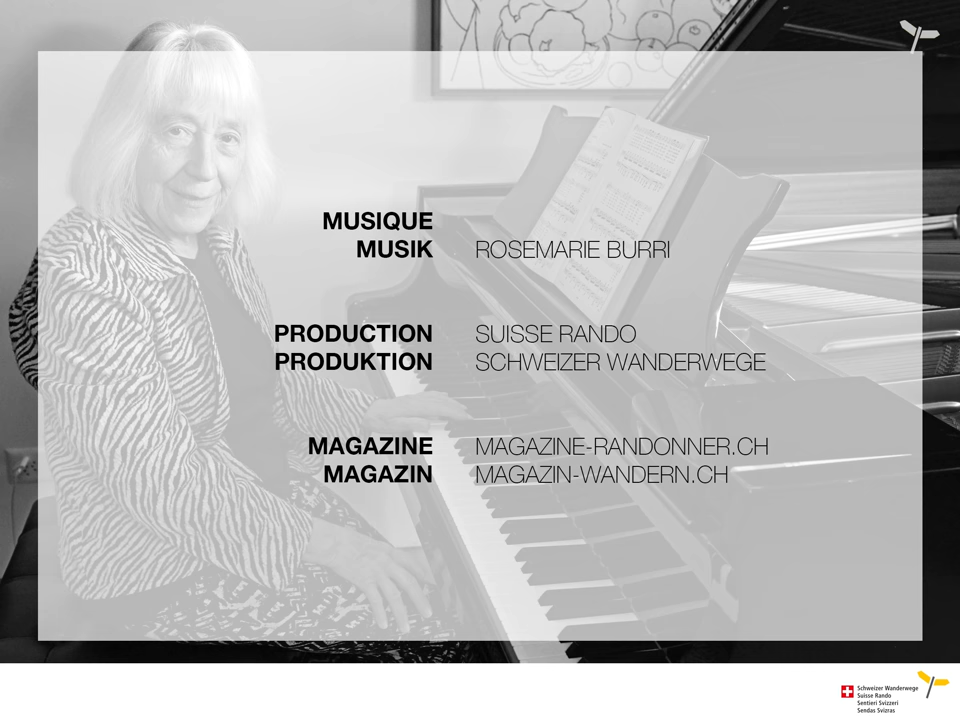 MUSIQUE
MUSIK ROSEMARIE BURRI
PRODUCTION SUISSE RANDO
PRODUKTION SCHWEIZER WANDERWEGE
MAGAZINE MAGAZINE-RANDONNER.CH
MAGAZIN MAGAZIN-WANDERN.CH
Schweizer Wanderwege
Suisse Rando
Sentieri Svizzeri
Sendas Svizras